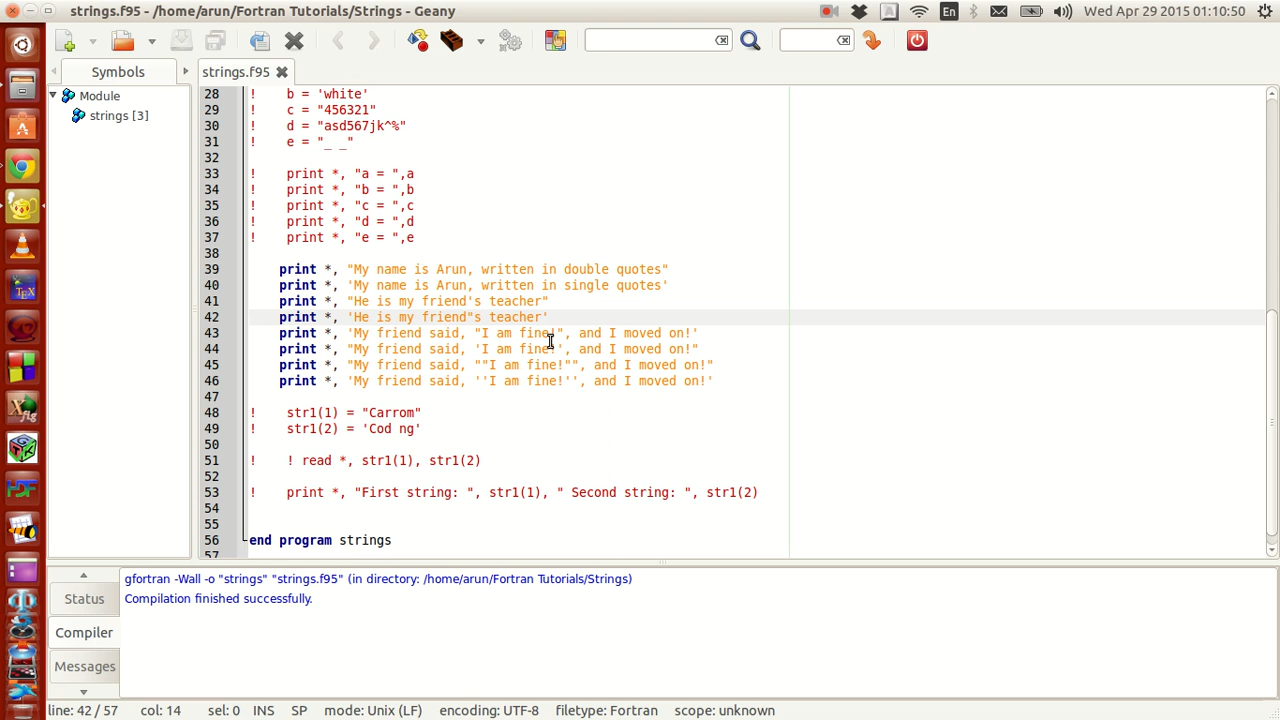 strings.f95 - /home/arun/Fortran Tutorials/Strings - Geany
En
Wed Apr 29 2015 01:10:50
Symbols
strings.f95
Module
strings [3]
28 !    b = 'white'
29 !    c = "456321"
30 !    d = "asd567jk^%"
31 !    e = "_ _"
32
33 !    print *, "a = ",a
34 !    print *, "b = ",b
35 !    print *, "c = ",c
36 !    print *, "d = ",d
37 !    print *, "e = ",e
38
39     print *, "My name is Arun, written in double quotes"
40     print *, 'My name is Arun, written in single quotes'
41     print *, "He is my friend's teacher"
42     print *, 'He is my friend"s teacher'
43     print *, 'My friend said, "I am fine!", and I moved on!'
44     print *, "My friend said, 'I am fine!', and I moved on!"
45     print *, "My friend said, ""I am fine!"", and I moved on!"
46     print *, 'My friend said, ''I am fine!'', and I moved on!'
47
48 !    str1(1) = "Carrom"
49 !    str1(2) = 'Cod ng'
50
51 !    ! read *, str1(1), str1(2)
52
53 !    print *, "First string: ", str1(1), " Second string: ", str1(2)
54
55
56 end program strings
57
Status
Compiler
Messages
gfortran -Wall -o "strings" "strings.f95" (in directory: /home/arun/Fortran Tutorials/Strings)
Compilation finished successfully.
line: 42 / 57 col: 14 sel: 0 INS SP mode: Unix (LF) encoding: UTF-8 filetype: Fortran scope: unknown